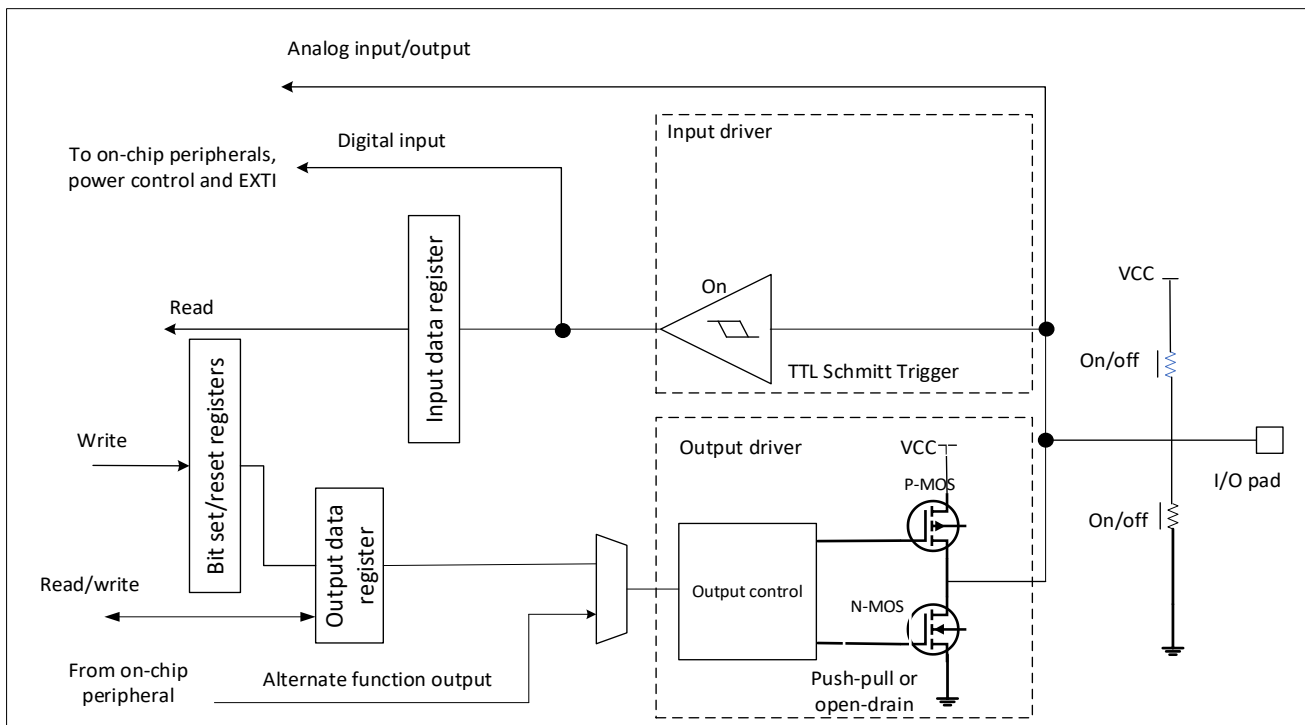 Analog input/output
Digital input
To on-chip peripherals,
power control and EXTI
Input driver
Input data register
On
Read
TTL Schmitt Trigger
VCC
On/off
Bit set/reset registers
Write
Output driver
VCC
P-MOS
I/O pad
On/off
Output data
register
Read/write
Output control
N-MOS
From on-chip
peripheral
Alternate function output
Push-pull or
open-drain